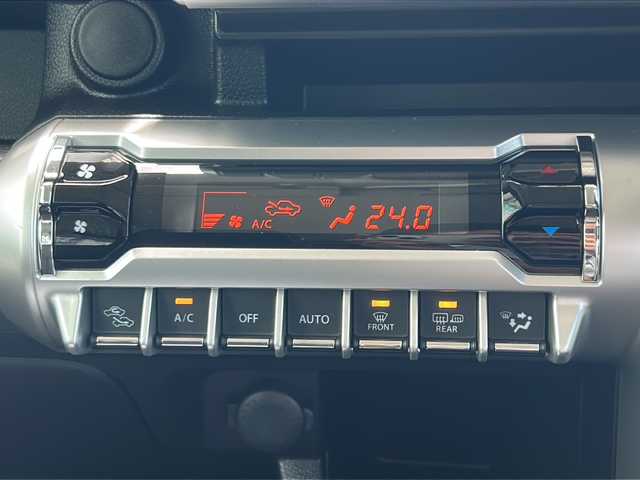 A/C 24.0
A/C OFF AUTO FRONT REAR